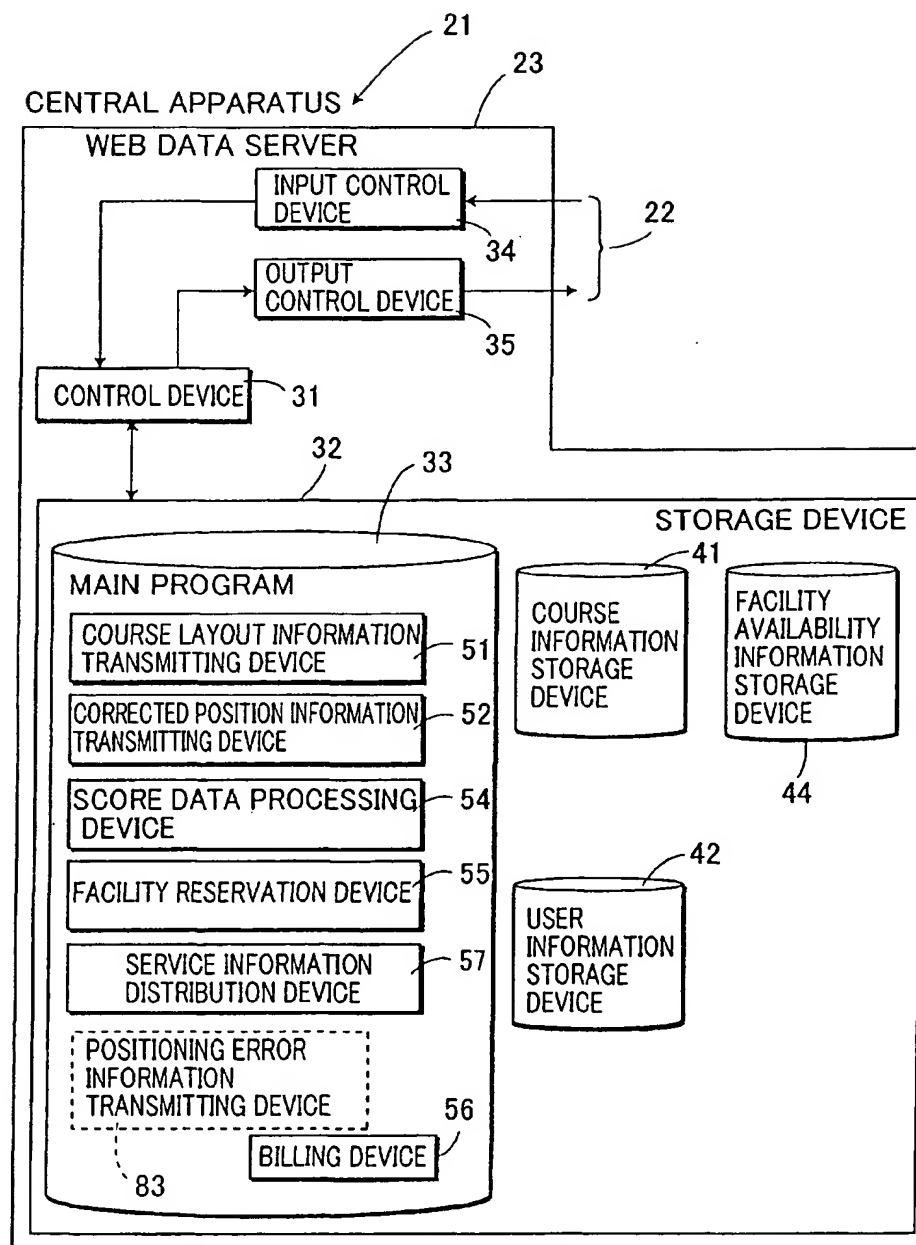 21
23
CENTRAL APPARATUS
WEB DATA SERVER
INPUT CONTROL
DEVICE
34
22
OUTPUT
CONTROL DEVICE
35
CONTROL DEVICE
31
32
33
STORAGE DEVICE
MAIN PROGRAM
COURSE LAYOUT INFORMATION
TRANSMITTING DEVICE
51
CORRECTED POSITION INFORMATION
TRANSMITTING DEVICE
52
SCORE DATA PROCESSING
DEVICE
54
FACILITY RESERVATION DEVICE
55
SERVICE INFORMATION
DISTRIBUTION DEVICE
57
POSITIONING ERROR
INFORMATION
TRANSMITTING DEVICE
83
BILLING DEVICE
56
41
COURSE
INFORMATION
STORAGE
DEVICE
FACILITY
AVAILABILITY
INFORMATION
STORAGE
DEVICE
44
42
USER
INFORMATION
STORAGE
DEVICE